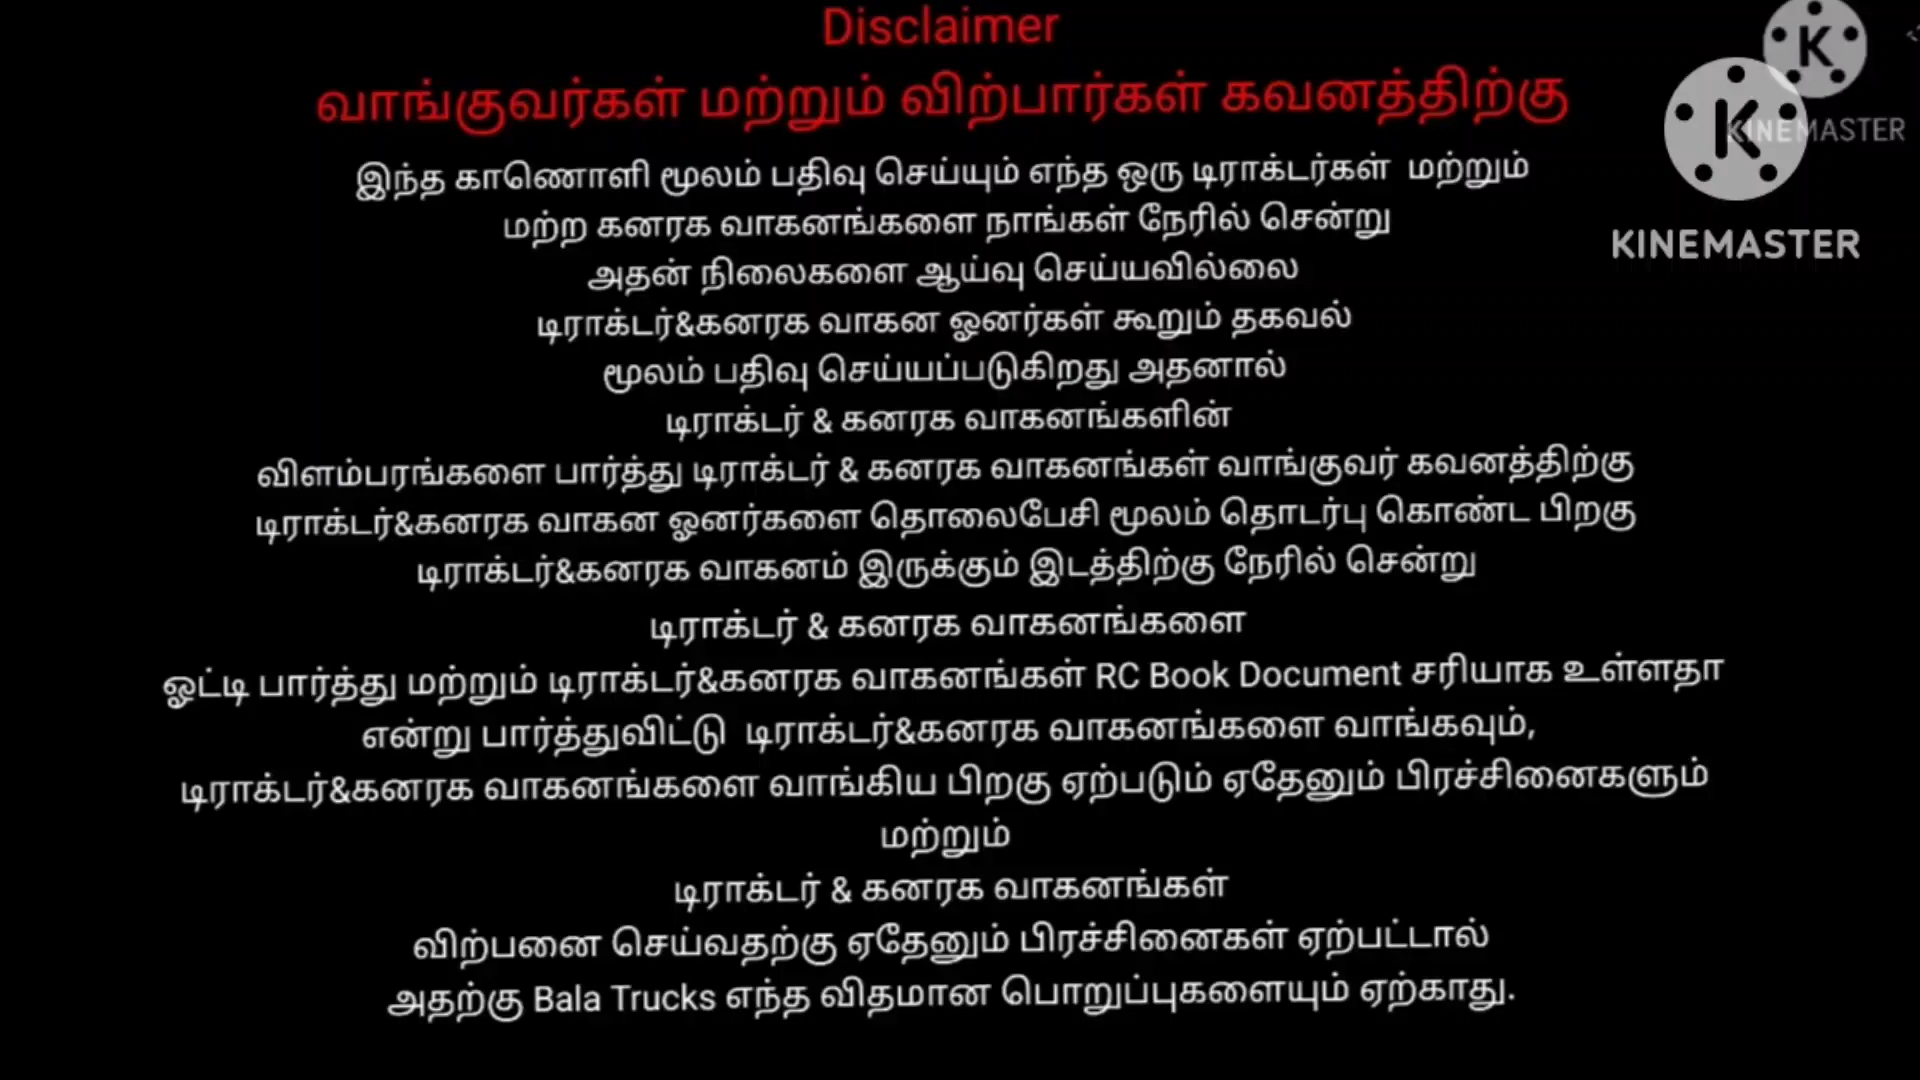 Disclaimer
வாங்குவர்கள் மற்றும் விற்பார்கள் கவனத்திற்கு
இந்த காணொளி மூலம் பதிவு செய்யும் எந்த ஒரு டிராக்டர்கள் மற்றும்
மற்ற கனரக வாகனங்களை நாங்கள் நேரில் சென்று
அதன் நிலைகளை ஆய்வு செய்யவில்லை
டிராக்டர்&கனரக வாகன ஓனர்கள் கூறும் தகவல்
மூலம் பதிவு செய்யப்படுகிறது அதனால்
டிராக்டர் & கனரக வாகனங்களின்
விளம்பரங்களை பார்த்து டிராக்டர் & கனரக வாகனங்கள் வாங்குவர் கவனத்திற்கு
டிராக்டர்&கனரக வாகன ஓனர்களை தொலைபேசி மூலம் தொடர்பு கொண்ட பிறகு
டிராக்டர்&கனரக வாகனம் இருக்கும் இடத்திற்கு நேரில் சென்று
டிராக்டர் & கனரக வாகனங்களை
ஓட்டி பார்த்து மற்றும் டிராக்டர்&கனரக வாகனங்கள் RC Book Document சரியாக உள்ளதா
என்று பார்த்துவிட்டு டிராக்டர்&கனரக வாகனங்களை வாங்கவும்,
டிராக்டர்&கனரக வாகனங்களை வாங்கிய பிறகு ஏற்படும் ஏதேனும் பிரச்சினைகளும்
மற்றும்
டிராக்டர் & கனரக வாகனங்கள்
விற்பனை செய்வதற்கு ஏதேனும் பிரச்சினைகள் ஏற்பட்டால்
அதற்கு Bala Trucks எந்த விதமான பொறுப்புகளையும் ஏற்காது.
K
KINEMASTER
K
KINEMASTER